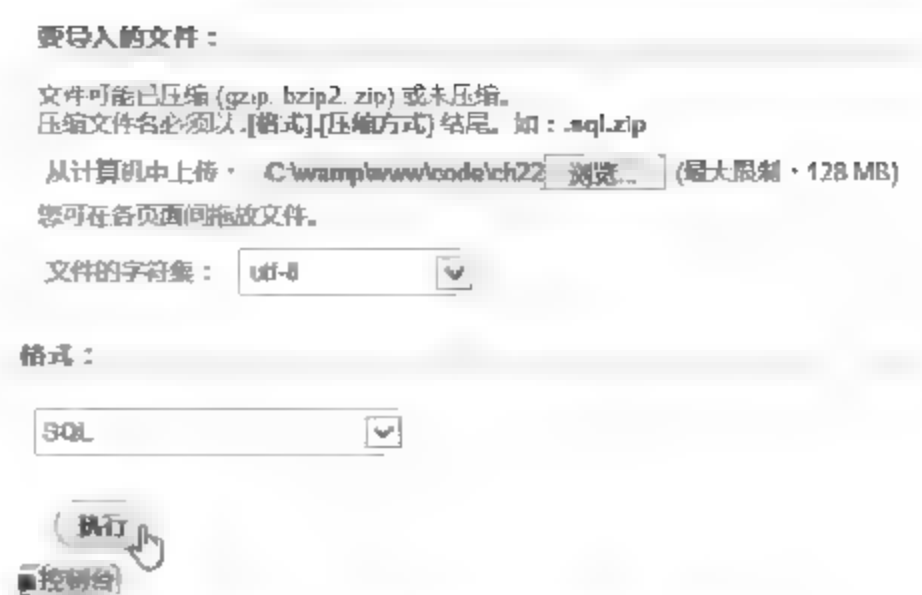 要导入的文件：
文件可能已压缩 (gzip, bzip2, zip) 或未压缩。
压缩文件名必须以 .[格式].[压缩方式] 结尾。如：.sql.zip
从计算机中上传： C:\wamp\www\code\ch22 浏览... (最大限制：128 MB)
您可在各页面间拖放文件。
文件的字符集： utf-8
格式：
SQL
执行
控制台